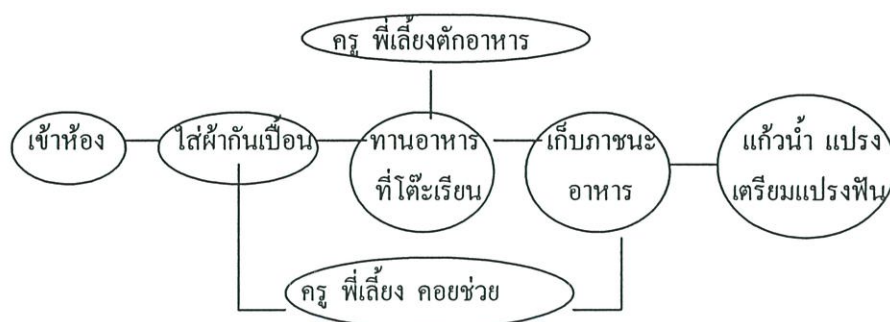 ครู พี่เลี้ยงตักอาหาร
เข้าห้อง
ใส่ผ้ากันเปื้อน
ทานอาหาร
ที่โต๊ะเรียน
เก็บภาชนะ
อาหาร
แก้วน้ำ แปรง
เตรียมแปรงฟัน
ครู พี่เลี้ยง คอยช่วย